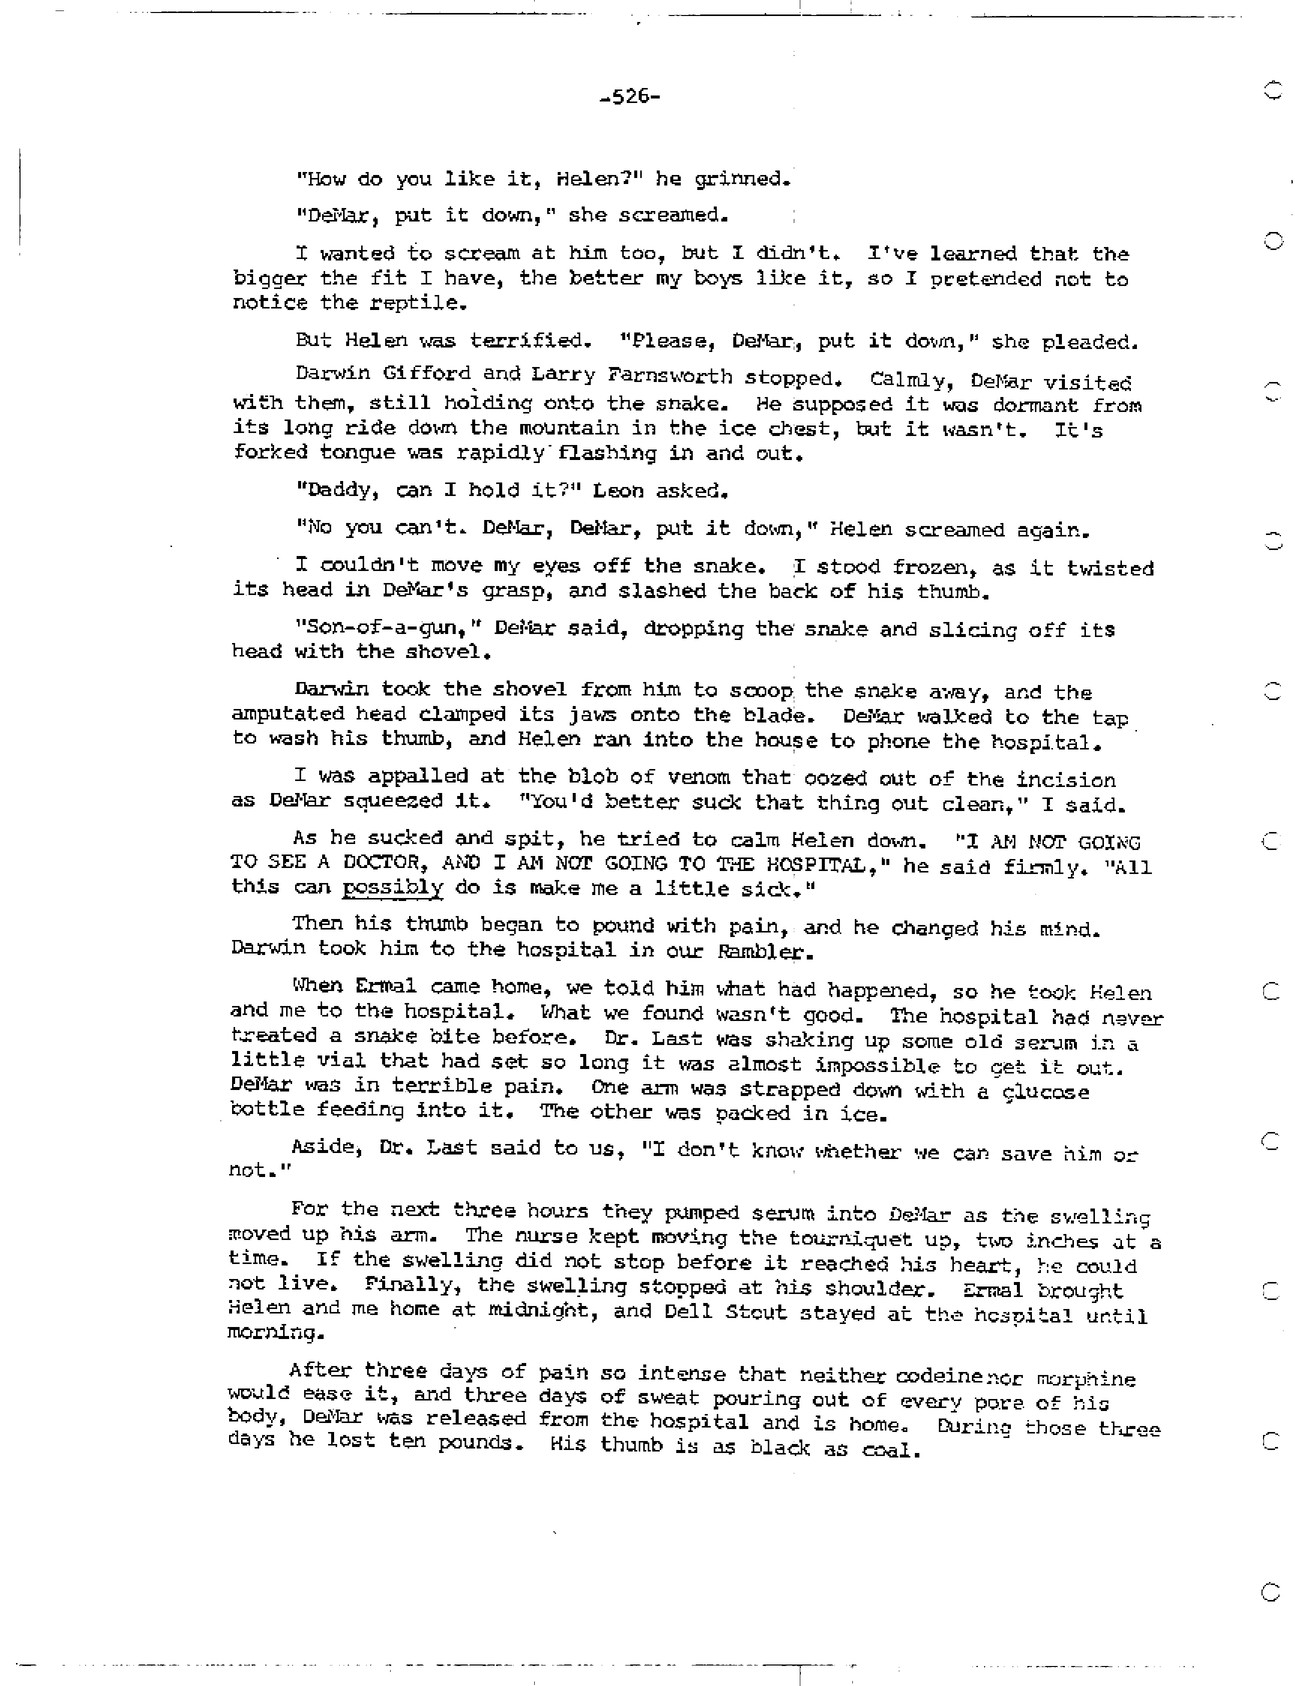 -526-
"How do you like it, Helen?" he grinned.
"DeMar, put it down," she screamed.
I wanted to scream at him too, but I didn't. I've learned that the
bigger the fit I have, the better my boys like it, so I pretended not to
notice the reptile.
But Helen was terrified. "Please, DeMar, put it down," she pleaded.
Darwin Gifford and Larry Farnsworth stopped. Calmly, DeMar visited
with them, still holding onto the snake. He supposed it was dormant from
its long ride down the mountain in the ice chest, but it wasn't. It's
forked tongue was rapidly flashing in and out.
"Daddy, can I hold it?" Leon asked.
"No you can't. DeMar, DeMar, put it down," Helen screamed again.
I couldn't move my eyes off the snake. I stood frozen, as it twisted
its head in DeMar's grasp, and slashed the back of his thumb.
"Son-of-a-gun," DeMar said, dropping the snake and slicing off its
head with the shovel.
Darwin took the shovel from him to scoop the snake away, and the
amputated head clamped its jaws onto the blade. DeMar walked to the tap
to wash his thumb, and Helen ran into the house to phone the hospital.
I was appalled at the blob of venom that oozed out of the incision
as DeMar squeezed it. "You'd better suck that thing out clean," I said.
As he sucked and spit, he tried to calm Helen down. "I AM NOT GOING
TO SEE A DOCTOR, AND I AM NOT GOING TO THE HOSPITAL," he said firmly. "All
this can possibly do is make me a little sick."
Then his thumb began to pound with pain, and he changed his mind.
Darwin took him to the hospital in our Rambler.
When Ermal came home, we told him what had happened, so he took Helen
and me to the hospital. What we found wasn't good. The hospital had never
treated a snake bite before. Dr. Last was shaking up some old serum in a
little vial that had set so long it was almost impossible to get it out.
DeMar was in terrible pain. One arm was strapped down with a glucose
bottle feeding into it. The other was packed in ice.
Aside, Dr. Last said to us, "I don't know whether we can save him or
not."
For the next three hours they pumped serum into DeMar as the swelling
moved up his arm. The nurse kept moving the tourniquet up, two inches at a
time. If the swelling did not stop before it reached his heart, he could
not live. Finally, the swelling stopped at his shoulder. Ermal brought
Helen and me home at midnight, and Dell Stout stayed at the hospital until
morning.
After three days of pain so intense that neither codeine nor morphine
would ease it, and three days of sweat pouring out of every pore of his
body, DeMar was released from the hospital and is home. During those three
days he lost ten pounds. His thumb is as black as coal.